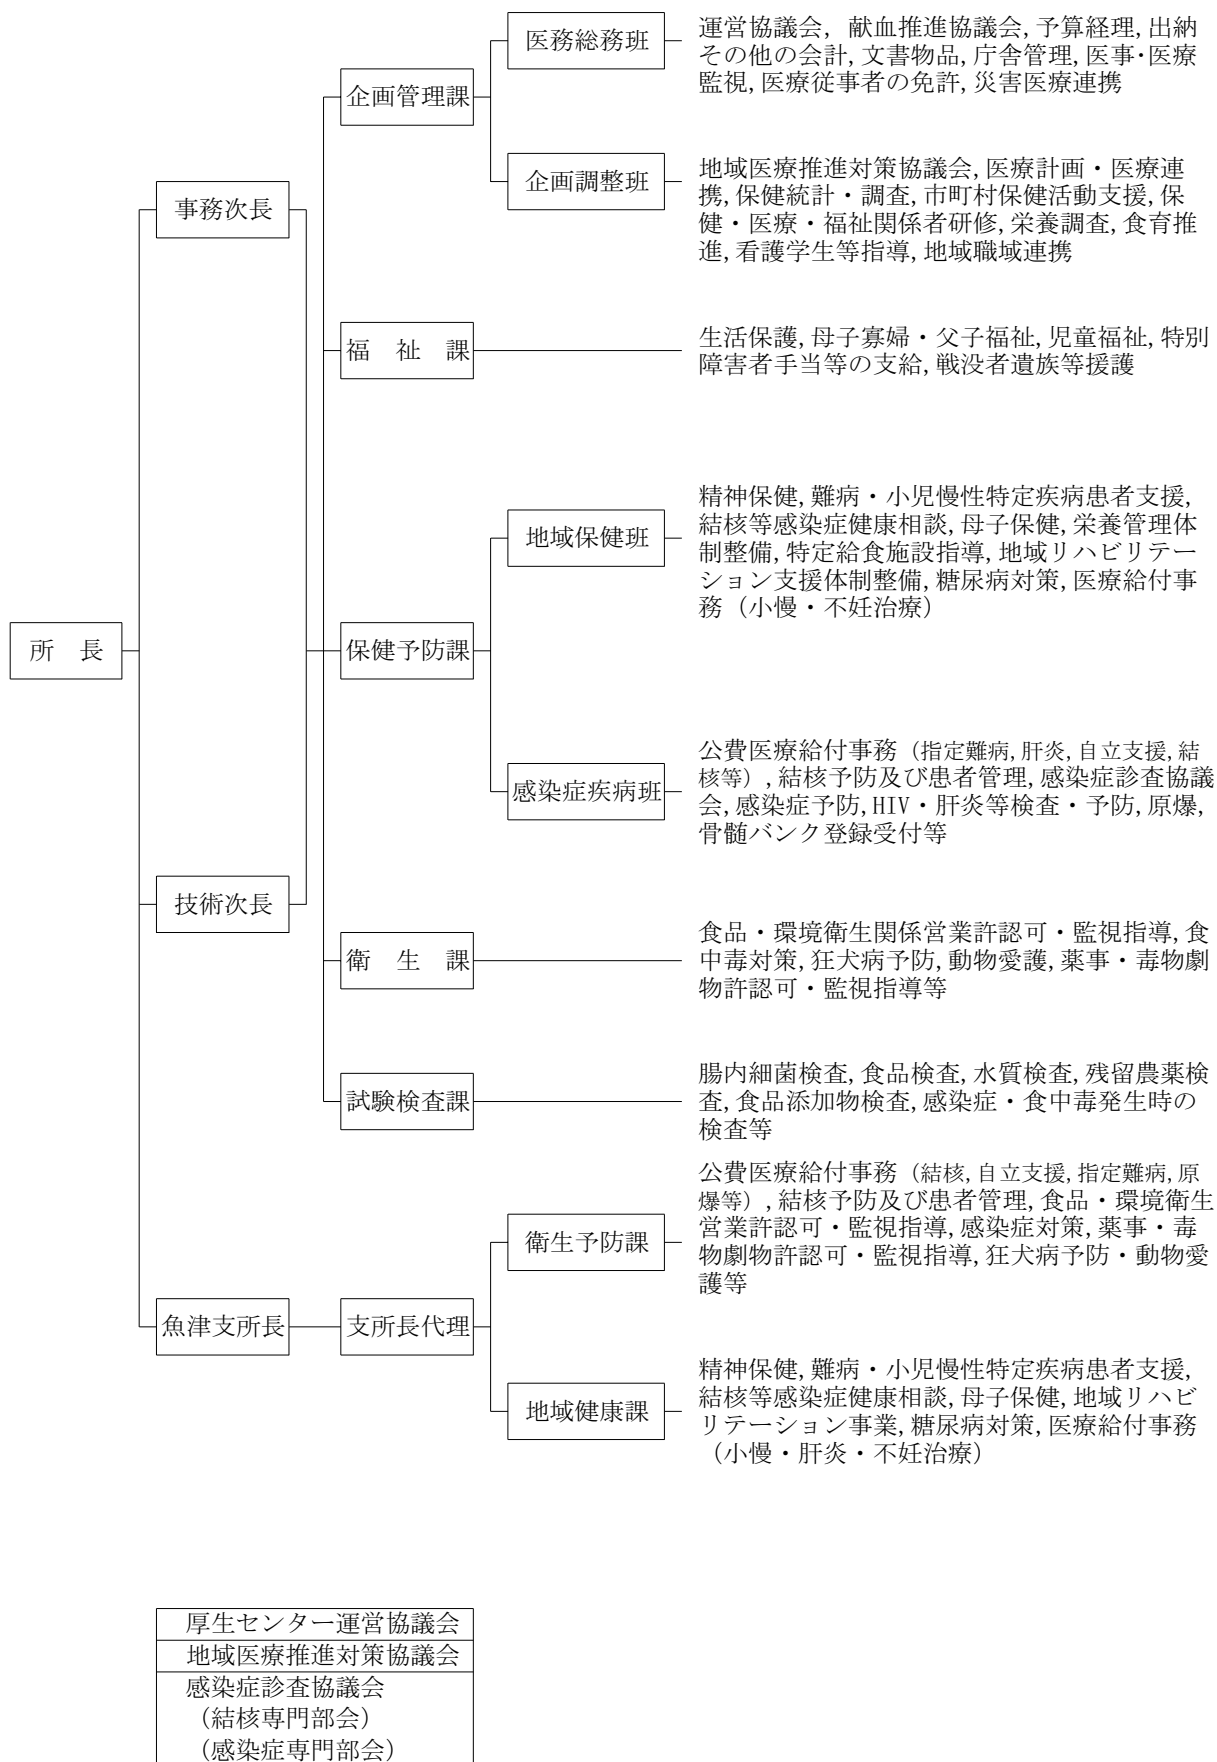 医務総務班
運営協議会, 献血推進協議会,予算経理,出納
その他の会計,文書物品,庁舎管理,医事・医療
監視,医療従事者の免許,災害医療連携
企画管理課
企画調整班
地域医療推進対策協議会,医療計画・医療連
携,保健統計・調査,市町村保健活動支援,保
健・医療・福祉関係者研修,栄養調査,食育推
進,看護学生等指導,地域職域連携
事務次長
福 祉 課
生活保護,母子寡婦・父子福祉,児童福祉,特別
障害者手当等の支給,戦没者遺族等援護
地域保健班
精神保健,難病・小児慢性特定疾病患者支援,
結核等感染症健康相談,母子保健,栄養管理体
制整備,特定給食施設指導,地域リハビリテー
ション支援体制整備,糖尿病対策,医療給付事
務(小慢・不妊治療)
所 長
保健予防課
感染症疾病班
公費医療給付事務(指定難病,肝炎,自立支援,結
核等),結核予防及び患者管理,感染症診査協議
会,感染症予防,HIV・肝炎等検査・予防,原爆,
骨髄バンク登録受付等
技術次長
衛 生 課
食品・環境衛生関係営業許認可・監視指導,食
中毒対策,狂犬病予防,動物愛護,薬事・毒物劇
物許認可・監視指導等
試験検査課
腸内細菌検査,食品検査,水質検査,残留農薬検
査,食品添加物検査,感染症・食中毒発生時の
検査等
衛生予防課
公費医療給付事務(結核,自立支援,指定難病,原
爆等),結核予防及び患者管理,食品・環境衛生
営業許認可・監視指導,感染症対策,薬事・毒
物劇物許認可・監視指導,狂犬病予防・動物愛
護等
魚津支所長
支所長代理
地域健康課
精神保健,難病・小児慢性特定疾病患者支援,
結核等感染症健康相談,母子保健,地域リハビ
リテーション事業,糖尿病対策,医療給付事務
(小慢・肝炎・不妊治療)
厚生センター運営協議会
地域医療推進対策協議会
感染症診査協議会
(結核専門部会)
(感染症専門部会)